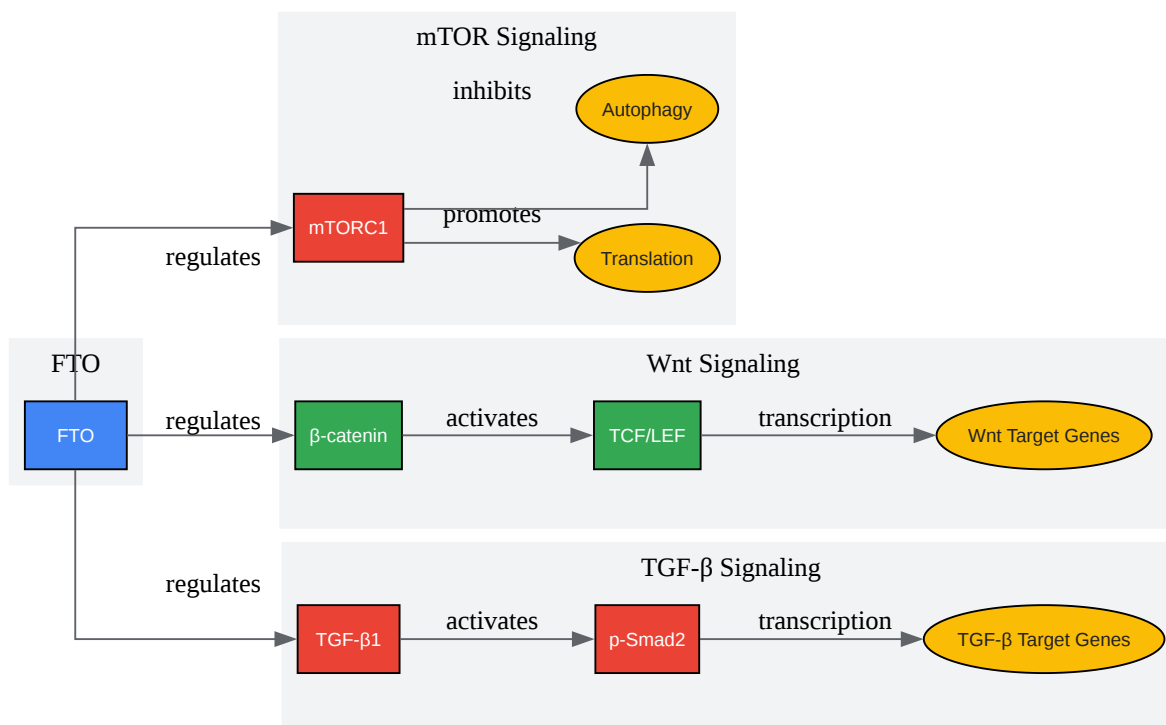 mTOR Signaling
inhibits
Autophagy
mTORC1
promotes
Translation
regulates
FTO
FTO
regulates
Wnt Signaling
β-catenin
activates
TCF/LEF
transcription
Wnt Target Genes
regulates
TGF-β Signaling
TGF-β1
activates
p-Smad2
transcription
TGF-β Target Genes